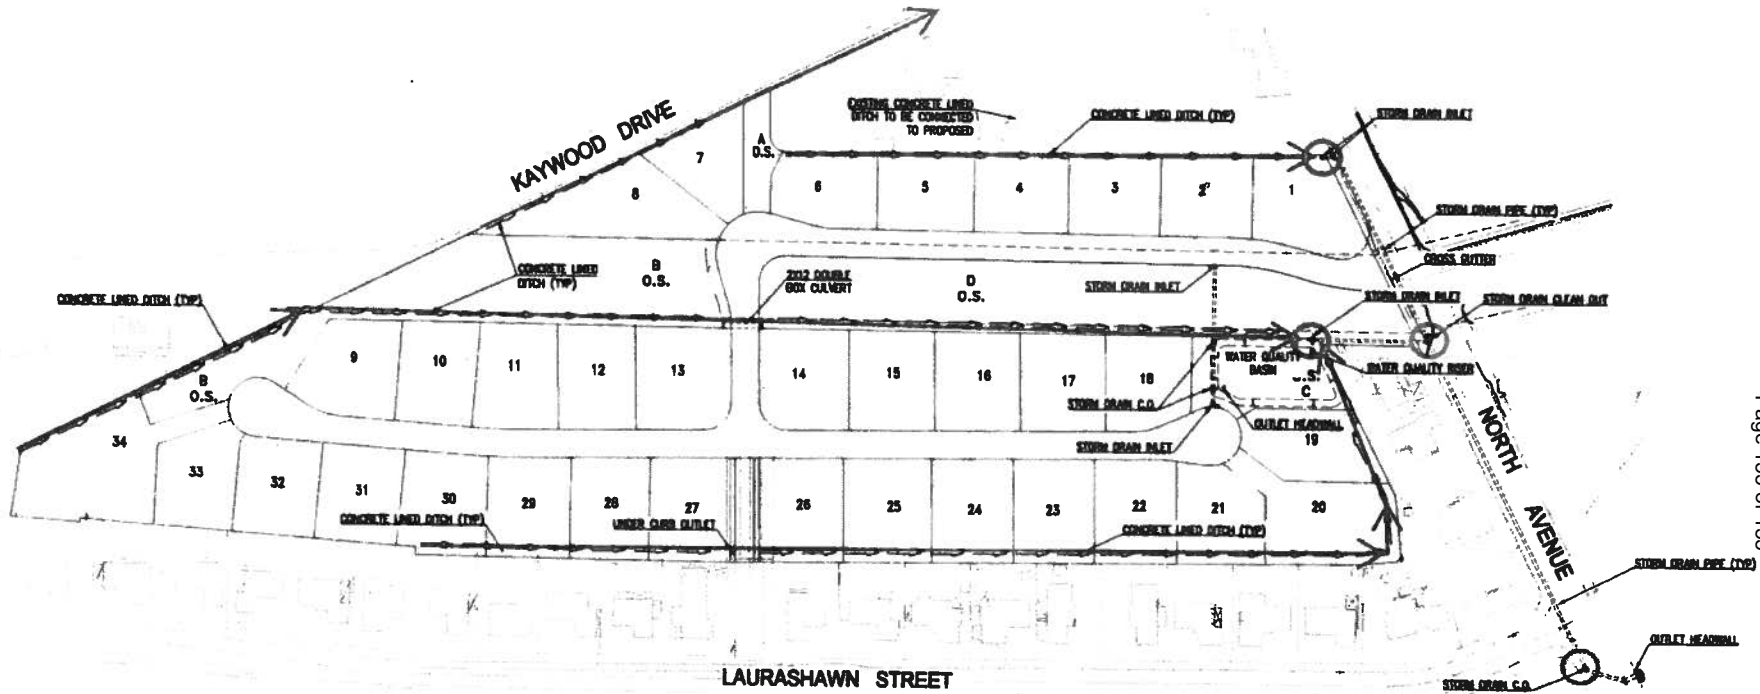 KAYWOOD DRIVE
EXISTING CONCRETE LINED
DITCH TO BE CONNECTED
TO PROPOSED
CONCRETE LINED DITCH (TYP)
STORM DRAIN INLET
7
A
O.S.
8
6
5
4
3
2
1
STORM DRAIN PIPE (TYP)
CROSS GUTTER
CONCRETE LINED
DITCH (TYP)
B
O.S.
2X12 DOUBLE
BOX CULVERT
D
O.S.
STORM DRAIN INLET
STORM DRAIN INLET
STORM DRAIN CLEAN OUT
CONCRETE LINED DITCH (TYP)
9
10
11
12
13
14
15
16
17
18
WATER QUALITY
BASIN
O.S.
C
WATER QUALITY RISER
B
O.S.
STORM DRAIN C.O.
OUTLET HEADWALL
19
STORM DRAIN INLET
NORTH AVENUE
34
33
32
31
30
29
28
27
26
25
24
23
22
21
20
CONCRETE LINED DITCH (TYP)
UNDER CURB OUTLET
CONCRETE LINED DITCH (TYP)
STORM DRAIN PIPE (TYP)
OUTLET HEADWALL
STORM DRAIN C.O.
LAURASHAWN STREET